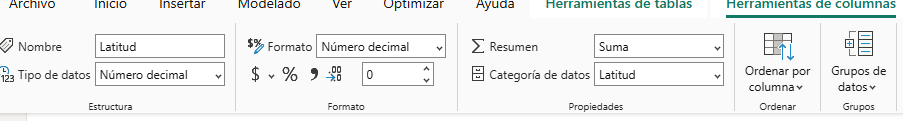 Archivo Inicio Insertar Modelado Ver Optimizar Ayuda Herramientas de tablas Herramientas de columnas
Nombre Latitud
Tipo de datos Número decimal
123
Estructura
$% Formato Número decimal
$ % , .00 0
Formato
Resumen Suma
Categoría de datos Latitud
Propiedades
Ordenar por
columna
Ordenar
Grupos de
datos
Grupos